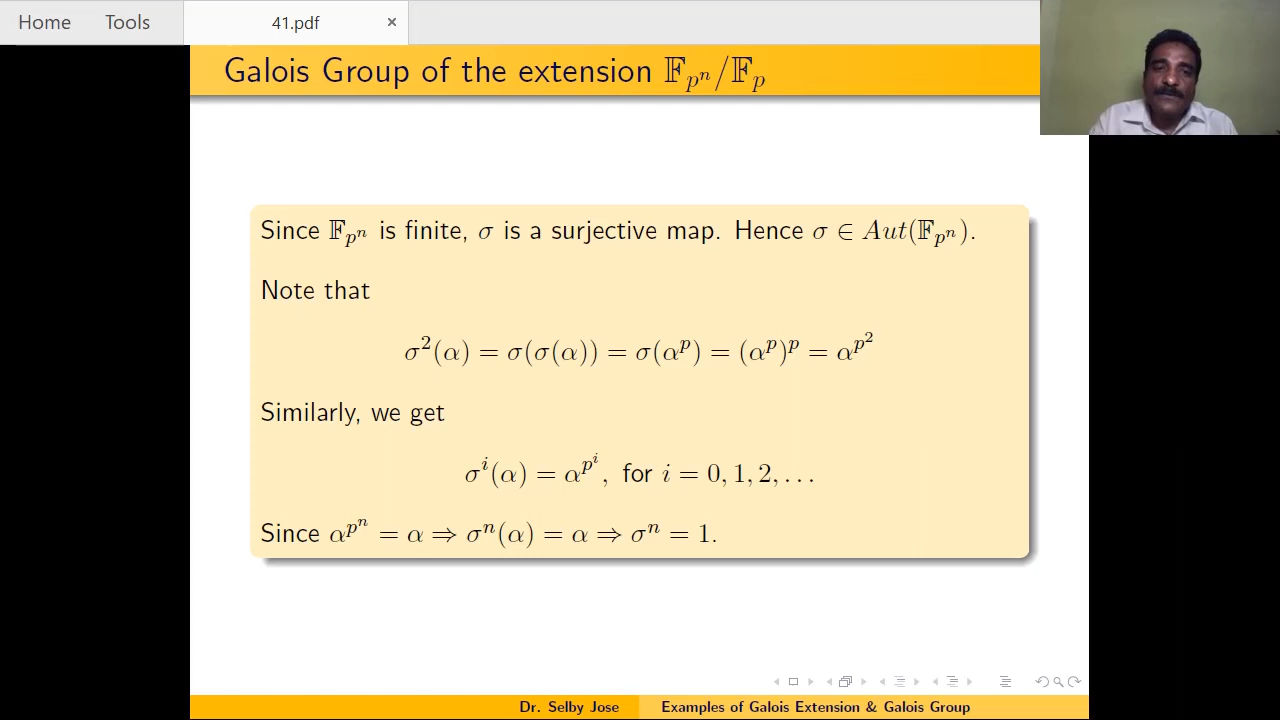 Home Tools 41.pdf ×
Galois Group of the extension 𝔽_{p^n}/𝔽_p
Since 𝔽_{p^n} is finite, σ is a surjective map. Hence σ ∈ Aut(𝔽_{p^n}).
Note that
σ^2(α) = σ(σ(α)) = σ(α^p) = (α^p)^p = α^{p^2}
Similarly, we get
σ^i(α) = α^{p^i}, for i = 0, 1, 2, . . .
Since α^{p^n} = α ⇒ σ^n(α) = α ⇒ σ^n = 1.
Dr. Selby Jose Examples of Galois Extension & Galois Group